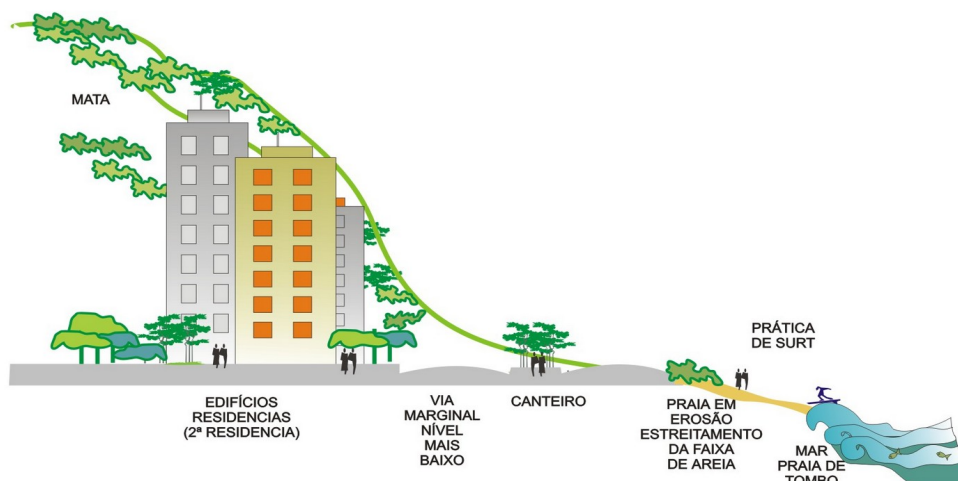 MATA
PRÁTICA
DE SURT
EDIFÍCIOS
RESIDENCIAS
(2ª RESIDENCIA)
VIA
MARGINAL
NÍVEL
MAIS
BAIXO
CANTEIRO
PRAIA EM
EROSÃO
ESTREITAMENTO
DA FAIXA
DE AREIA
MAR
PRAIA DE
TOMBO